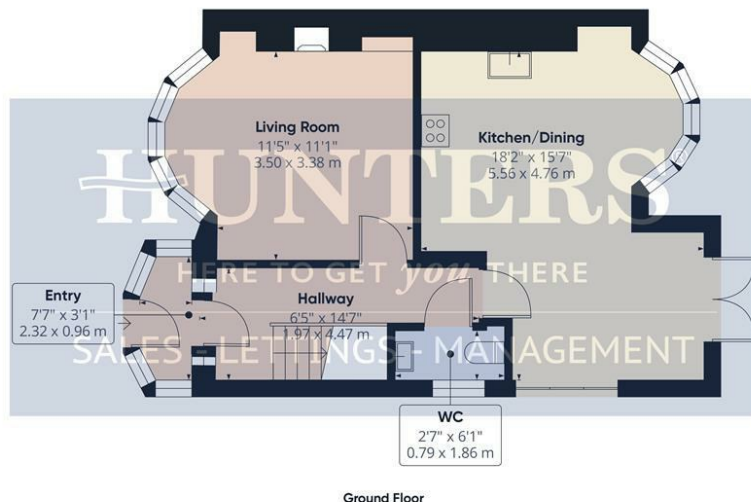 Living Room
11'5" x 11'1"
3.50 x 3.38 m
Kitchen/Dining
18'2" x 15'7"
5.56 x 4.76 m
HUNTERS
HERE TO GET you THERE
Entry
7'7" x 3'1"
2.32 x 0.96 m
Hallway
6'5" x 14'7"
1.97 x 4.47 m
SALES - LETTINGS - MANAGEMENT
WC
2'7" x 6'1"
0.79 x 1.86 m
Ground Floor